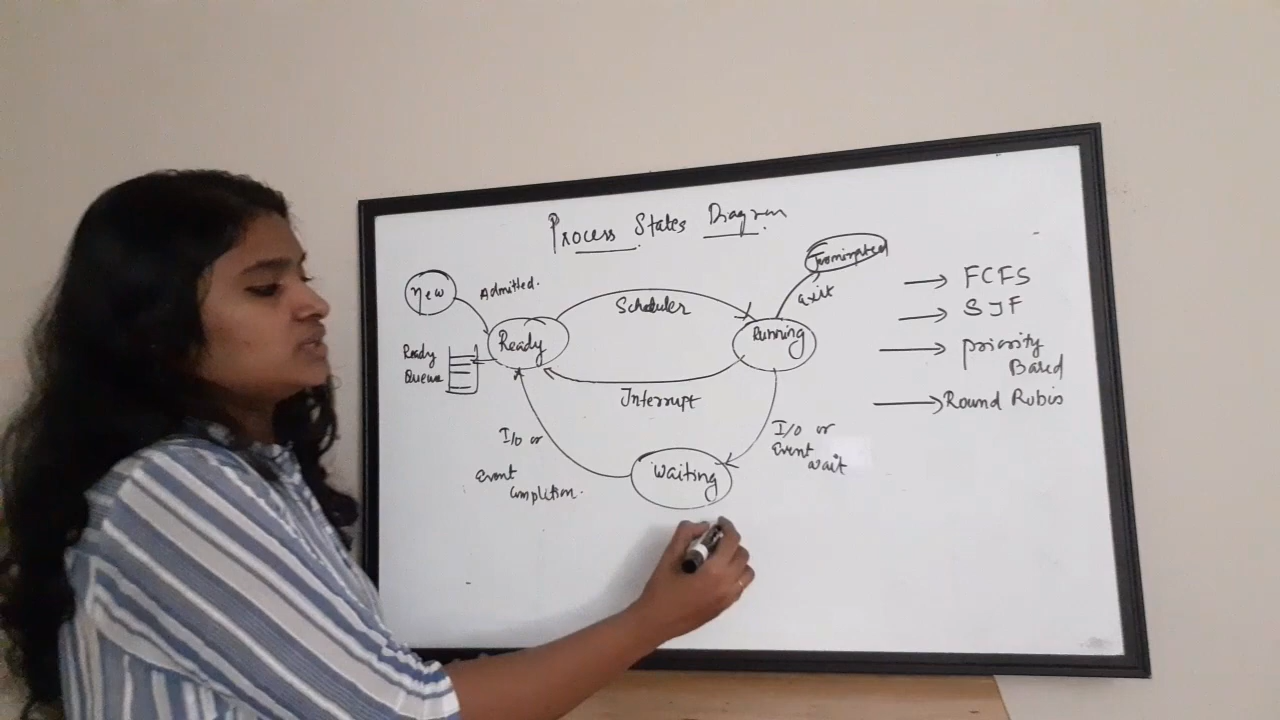 Process States Diagram
new
Admitted.
Ready
Scheduler
Running
exit
Terminated
Ready
Queue
Interrupt
I/o or
Event
completion.
Waiting
I/o or
Event
wait
FCFS
SJF
priority
Based
Round Robin